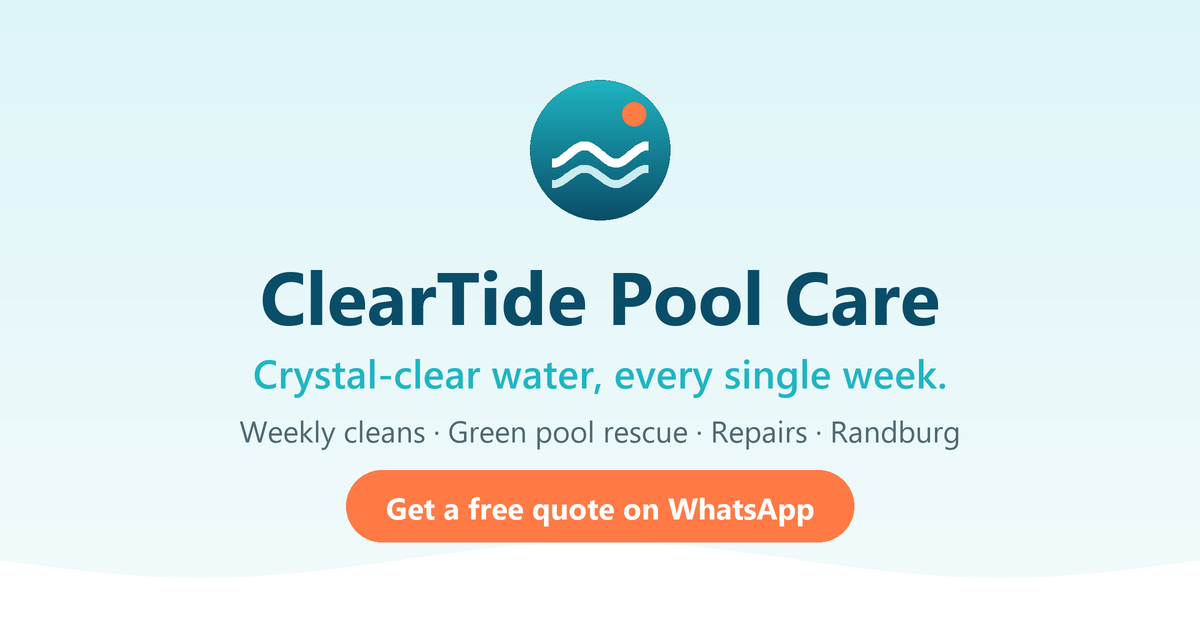 ClearTide Pool Care
Crystal-clear water, every single week.
Weekly cleans · Green pool rescue · Repairs · Randburg
Get a free quote on WhatsApp